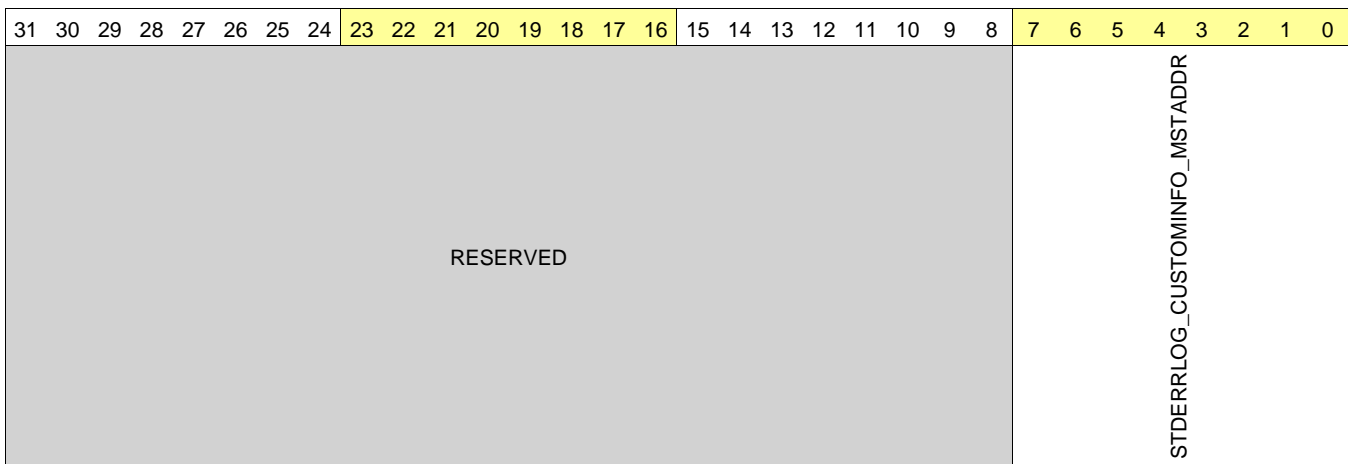 31 30 29 28 27 26 25 24 23 22 21 20 19 18 17 16 15 14 13 12 11 10 9 8 7 6 5 4 3 2 1 0
RESERVED
STDERRLOG_CUSTOMINFO_MSTADDR